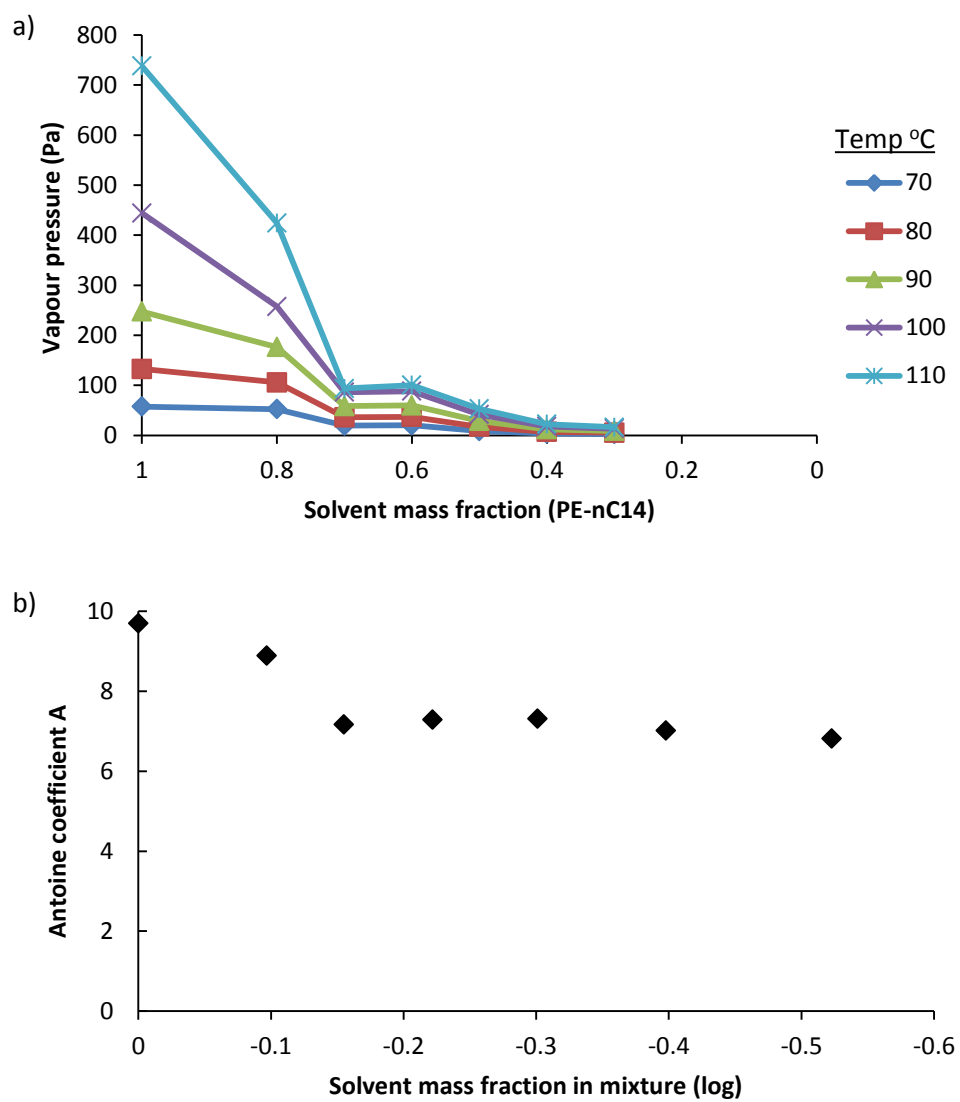 a)
800
700
600
500
400
300
200
100
0
Vapour pressure (Pa)
1 0.8 0.6 0.4 0.2 0
Solvent mass fraction (PE-nC14)
Temp ºC
70
80
90
100
110
b)
10
8
6
4
2
0
Antoine coefficient A
0 -0.1 -0.2 -0.3 -0.4 -0.5 -0.6
Solvent mass fraction in mixture (log)